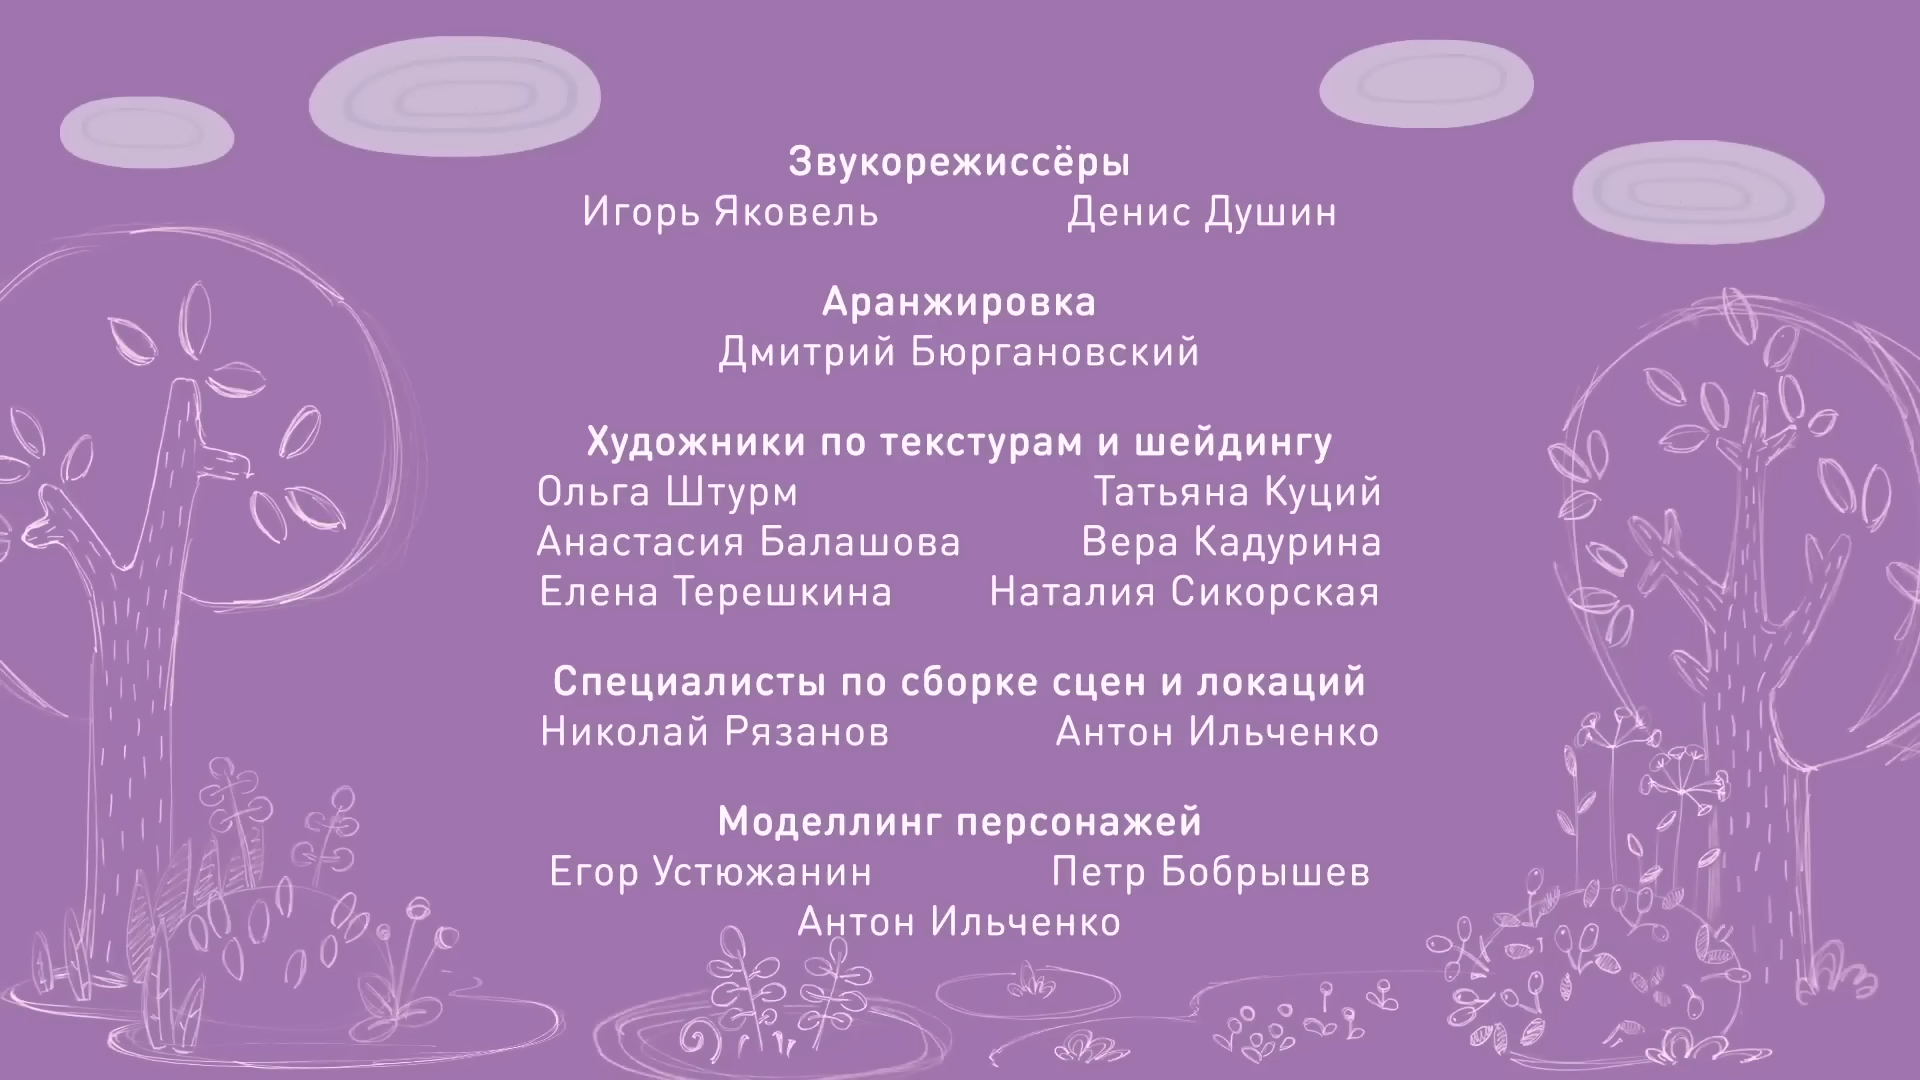 Звукорежиссёры
Игорь Яковель Денис Душин
Аранжировка
Дмитрий Бюргановский
Художники по текстурам и шейдингу
Ольга Штурм Татьяна Куций
Анастасия Балашова Вера Кадурина
Елена Терешкина Наталия Сикорская
Специалисты по сборке сцен и локаций
Николай Рязанов Антон Ильченко
Моделлинг персонажей
Егор Устюжанин Петр Бобрышев
Антон Ильченко